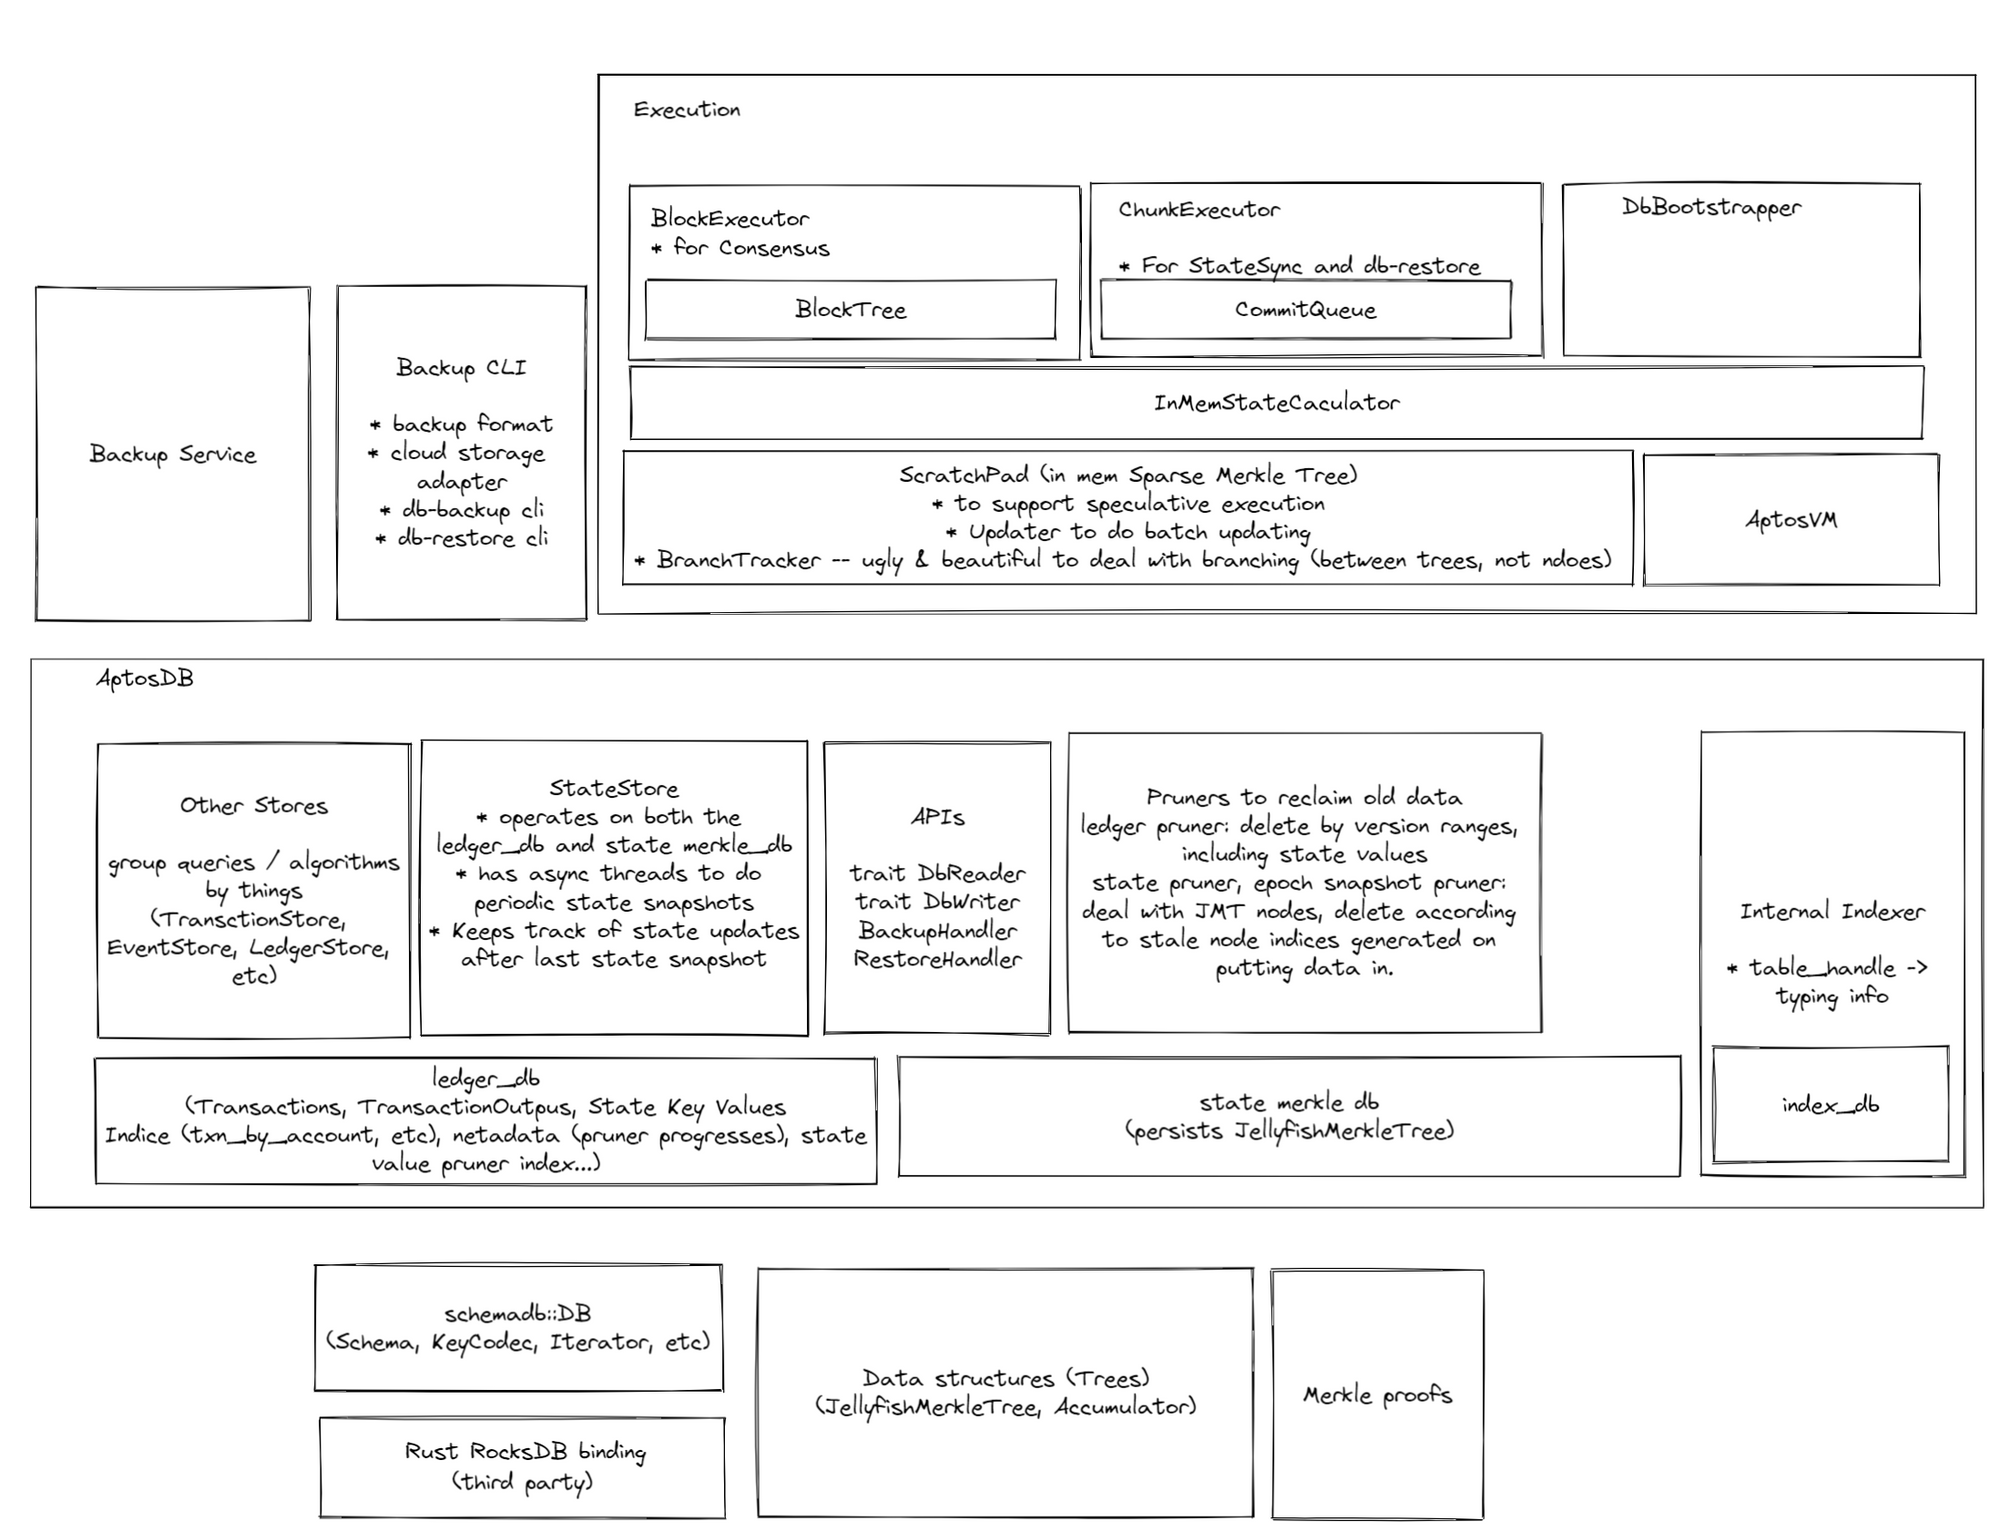 Execution
BlockExecutor
* for Consensus
BlockTree
ChunkExecutor
* For StateSync and db-restore
CommitQueue
DbBootstrapper
InMemStateCaculator
ScratchPad (in mem Sparse Merkle Tree)
* to support speculative execution
* Updater to do batch updating
* BranchTracker -- ugly & beautiful to deal with branching (between trees, not ndoes)
AptosVM
Backup Service
Backup CLI
* backup format
* cloud storage
adapter
* db-backup cli
* db-restore cli
AptosDB
Other Stores
group queries / algorithms
by things
(TransctionStore,
EventStore, LedgerStore,
etc)
StateStore
* operates on both the
ledger_db and state merkle_db
* has async threads to do
periodic state snapshots
* Keeps track of state updates
after last state snapshot
APIs
trait DbReader
trait DbWriter
BackupHandler
RestoreHandler
Pruners to reclaim old data
ledger pruner: delete by version ranges,
including state values
state pruner, epoch snapshot pruner:
deal with JMT nodes, delete according
to stale node indices generated on
putting data in.
Internal Indexer
* table_handle ->
typing info
index_db
ledger_db
(Transactions, TransactionOutpus, State Key Values
Indice (txn_by_account, etc), netadata (pruner progresses), state
value pruner index...)
state merkle db
(persists JellyfishMerkleTree)
schemadb::DB
(Schema, KeyCodec, Iterator, etc)
Rust RocksDB binding
(third party)
Data structures (Trees)
(JellyfishMerkleTree, Accumulator)
Merkle proofs